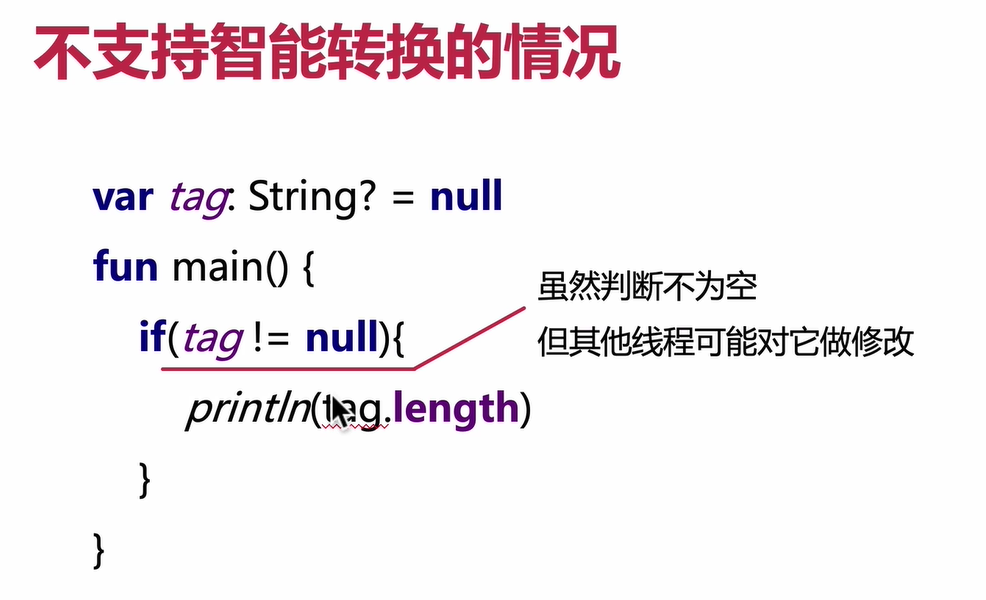 不支持智能转换的情况
var tag: String? = null
fun main() {
if(tag != null){
虽然判断不为空
但其他线程可能对它做修改
println(tag.length)
}
}